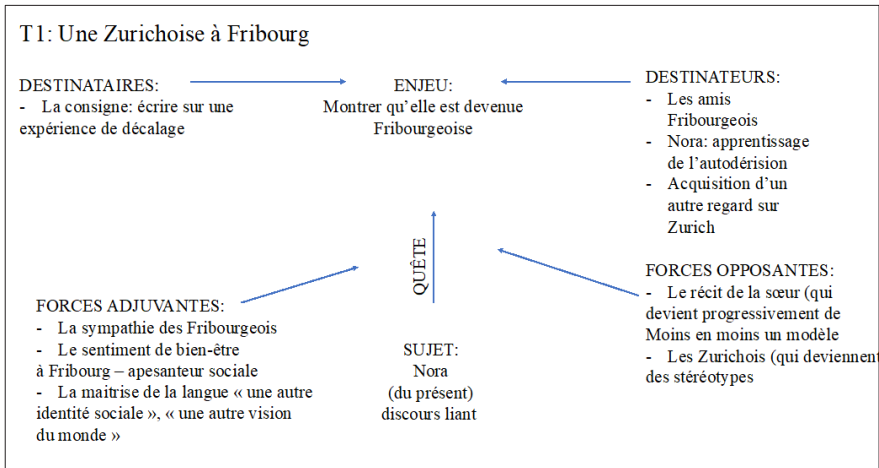 T1: Une Zurichoise à Fribourg
DESTINATAIRES:
- La consigne: écrire sur une
expérience de décalage
ENJEU:
Montrer qu'elle est devenue
Fribourgeoise
DESTINATEURS:
- Les amis
Fribourgeois
- Nora: apprentissage
de l'autodérision
- Acquisition d'un
autre regard sur
Zurich
QUÊTE
FORCES ADJUVANTES:
- La sympathie des Fribourgeois
- Le sentiment de bien-être
à Fribourg – apesanteur sociale
- La maitrise de la langue « une autre
identité sociale », « une autre vision
du monde »
SUJET:
Nora
(du présent)
discours liant
FORCES OPPOSANTES:
- Le récit de la sœur (qui
devient progressivement de
Moins en moins un modèle
- Les Zurichois (qui deviennent
des stéréotypes